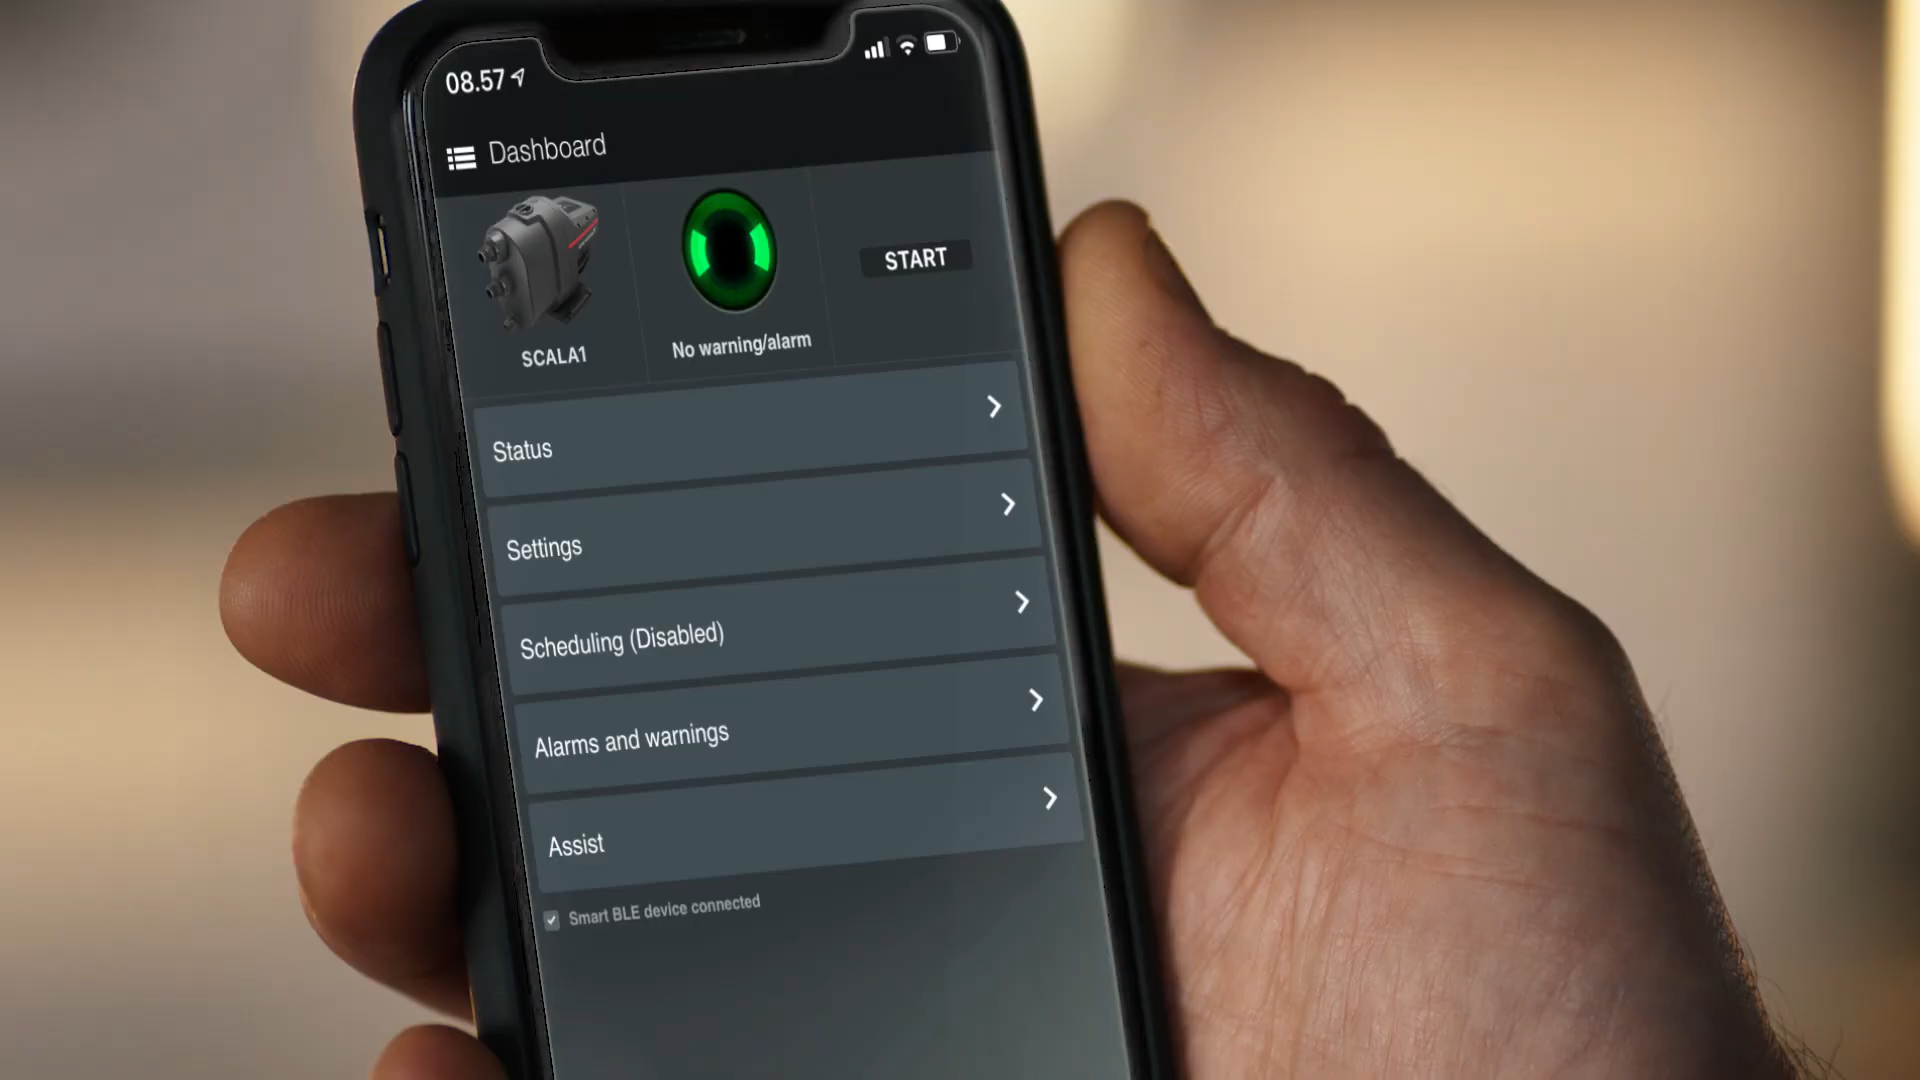 08.57
Dashboard
START
SCALA1
No warning/alarm
Status
Settings
Scheduling (Disabled)
Alarms and warnings
Assist
Smart BLE device connected